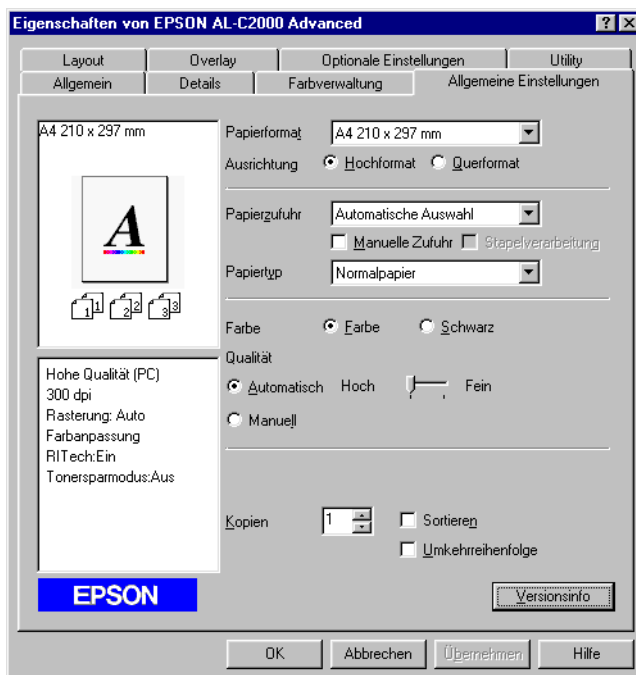 Eigenschaften von EPSON AL-C2000 Advanced
Layout Overlay Optionale Einstellungen Utility
Allgemein Details Farbverwaltung Allgemeine Einstellungen
A4 210 x 297 mm
A
1 1 2 2 3 3
Papierformat A4 210 x 297 mm
Ausrichtung Hochformat Querformat
Papierzufuhr Automatische Auswahl
Manuelle Zufuhr Stapelverarbeitung
Papiertyp Normalpapier
Farbe Farbe Schwarz
Qualität
Automatisch Hoch Fein
Manuell
Hohe Qualität (PC)
300 dpi
Rasterung: Auto
Farbanpassung
RITech:Ein
Tonersparmodus:Aus
Kopien 1 Sortieren
Umkehrreihenfolge
EPSON
Versionsinfo
OK Abbrechen Übernehmen Hilfe